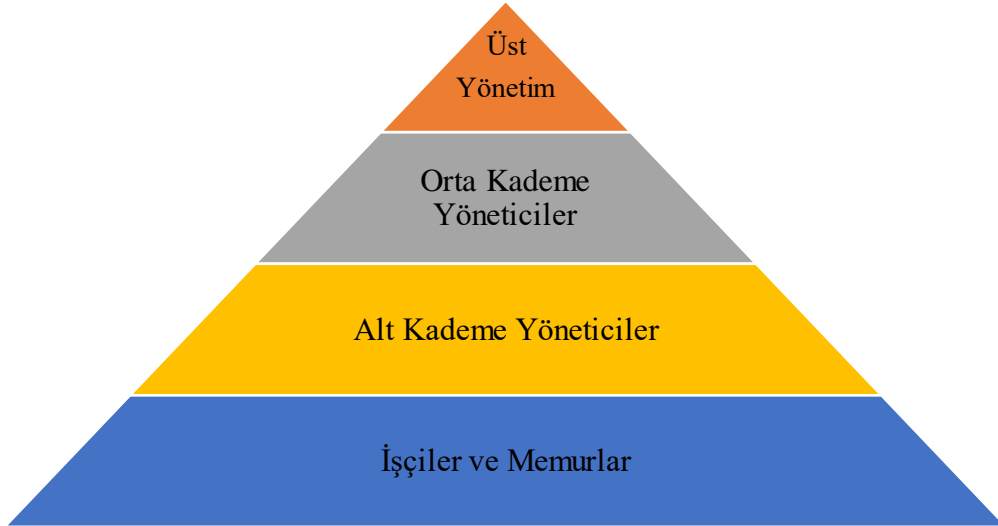 Üst
Yönetim
Orta Kademe
Yöneticiler
Alt Kademe Yöneticiler
İşçiler ve Memurlar